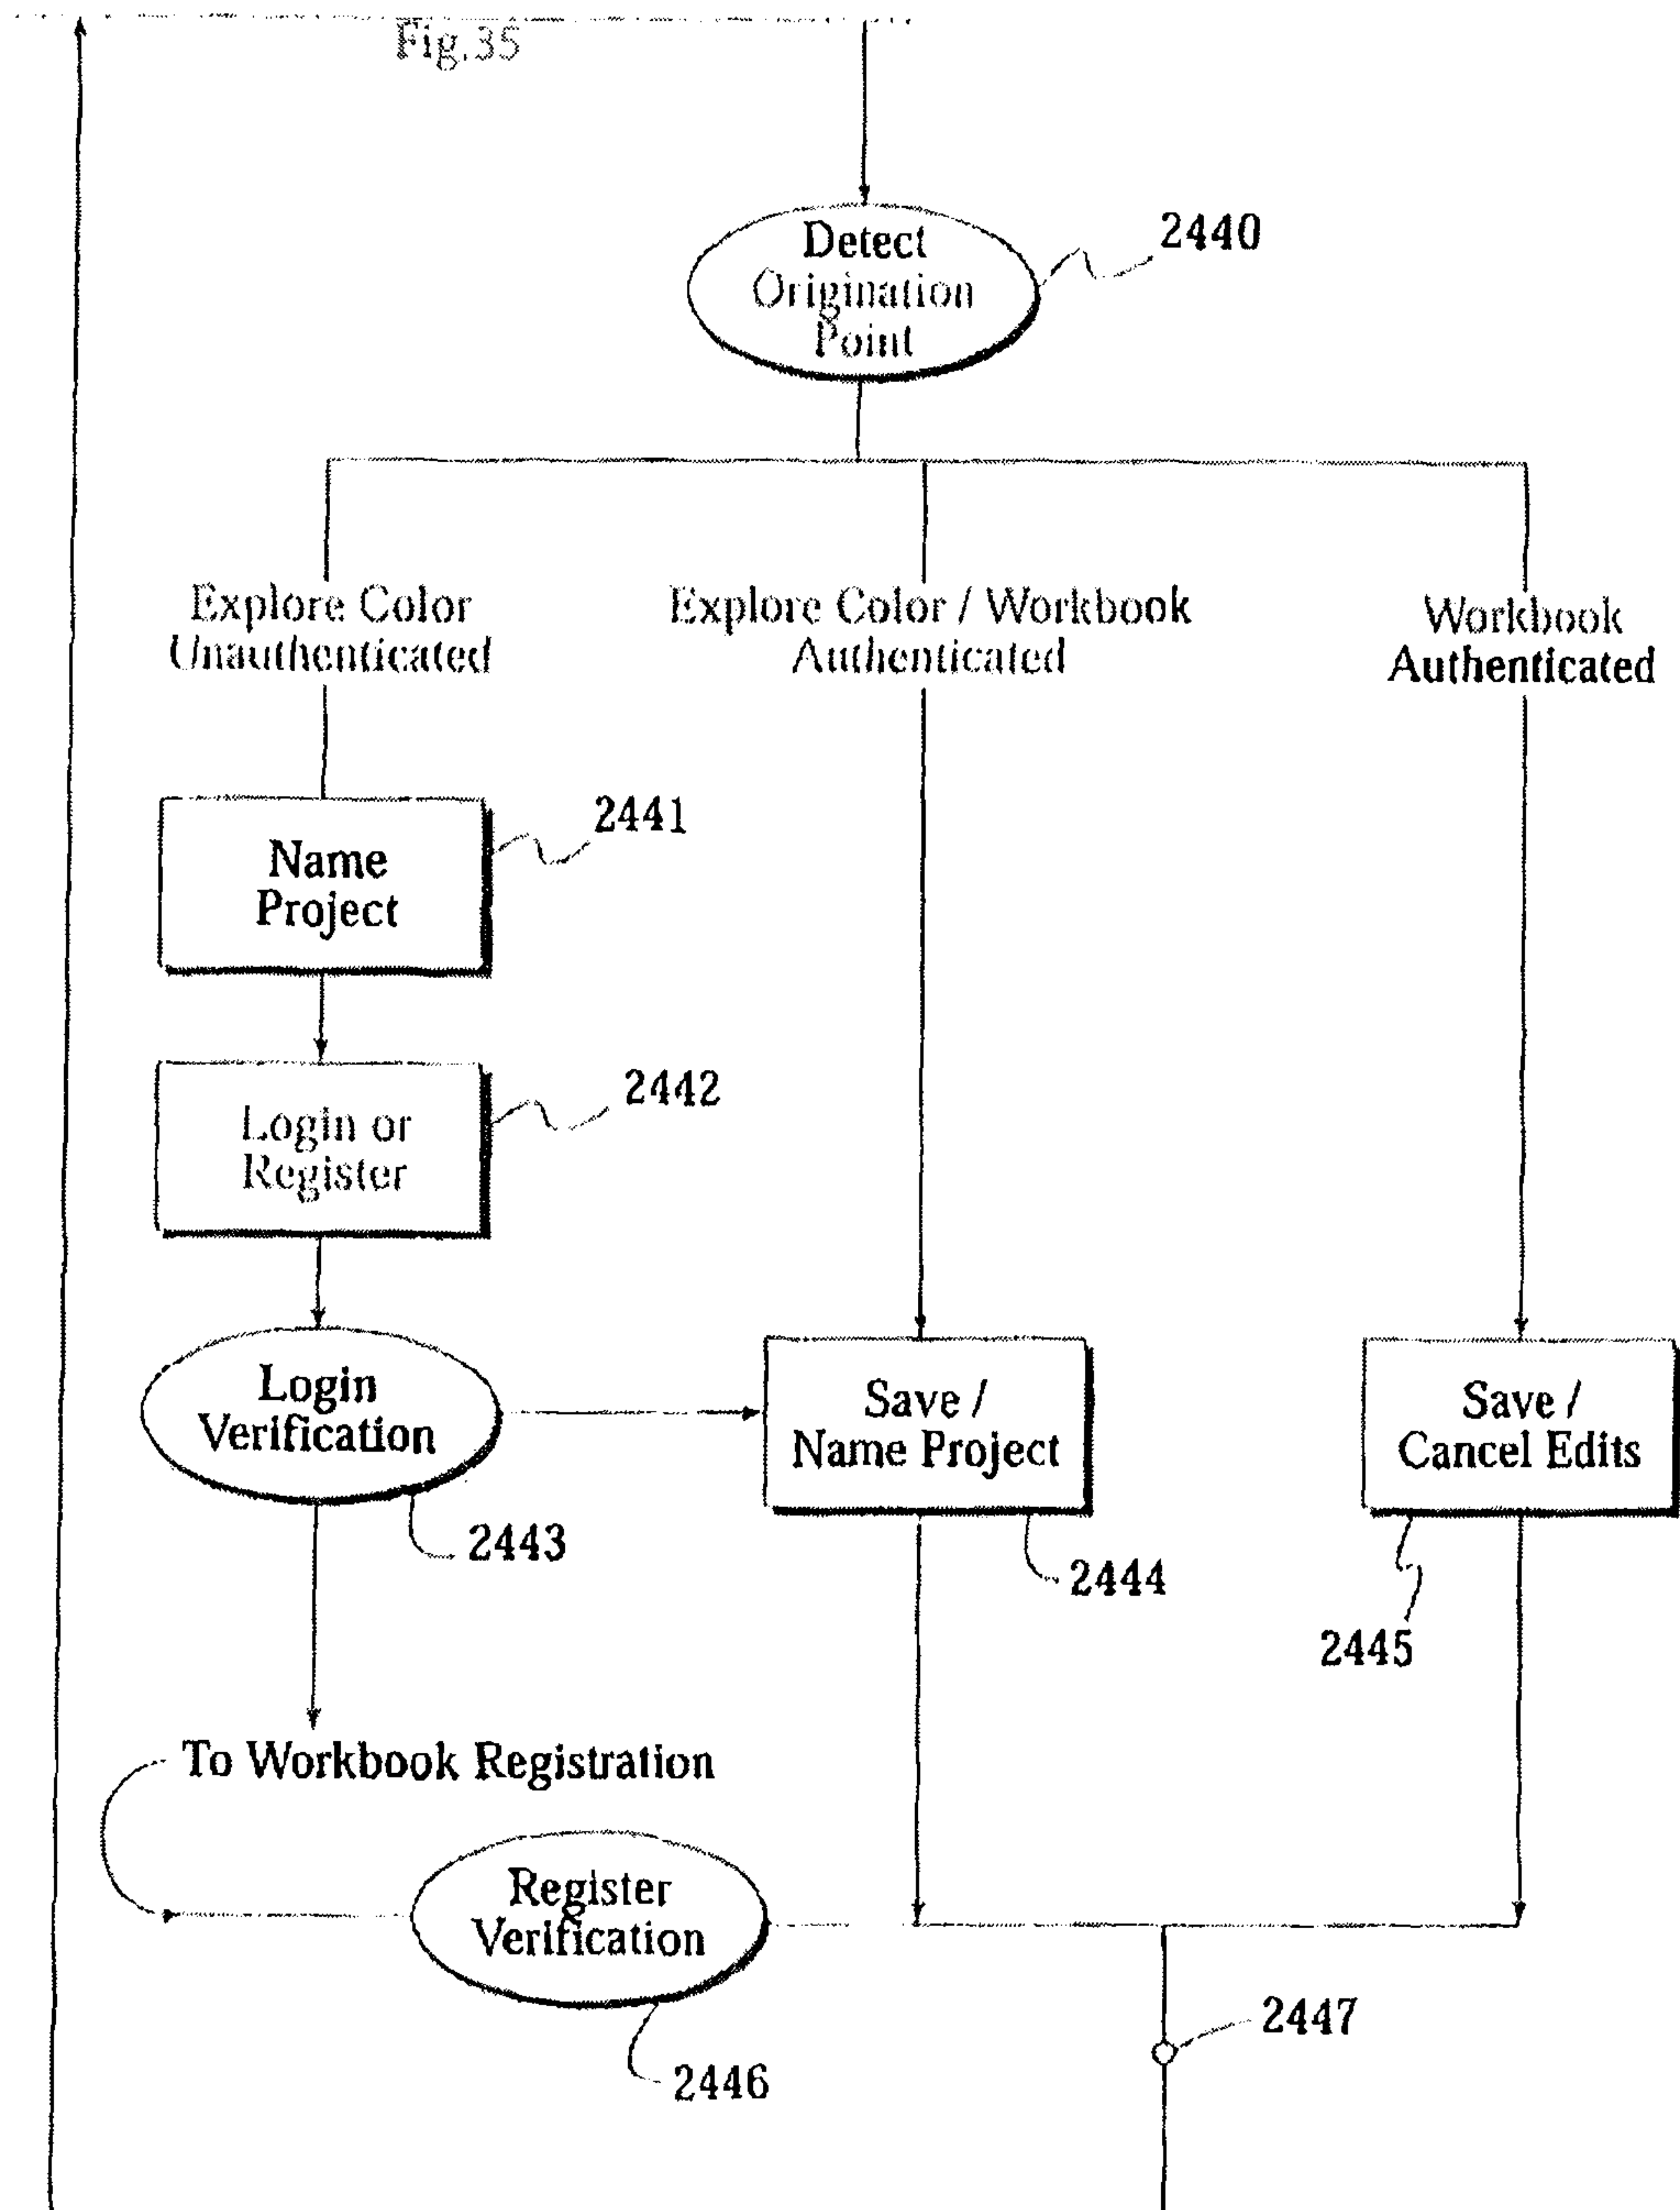 Fig.35
Detect
Origination
Point
2440
Explore Color
Unauthenticated
Explore Color / Workbook
Authenticated
Workbook
Authenticated
Name
Project
2441
Login or
Register
2442
Login
Verification
2443
Save /
Name Project
2444
Save /
Cancel Edits
2445
To Workbook Registration
Register
Verification
2446
2447